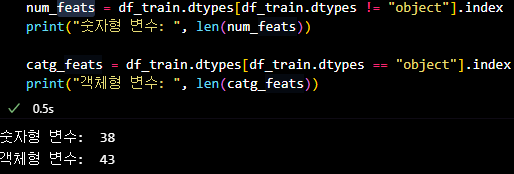 num_feats = df_train.dtypes[df_train.dtypes != "object"].index
print("숫자형 변수: ", len(num_feats))
catg_feats = df_train.dtypes[df_train.dtypes == "object"].index
print("객체형 변수: ", len(catg_feats))
✓ 0.5s
숫자형 변수:  38
객체형 변수:  43